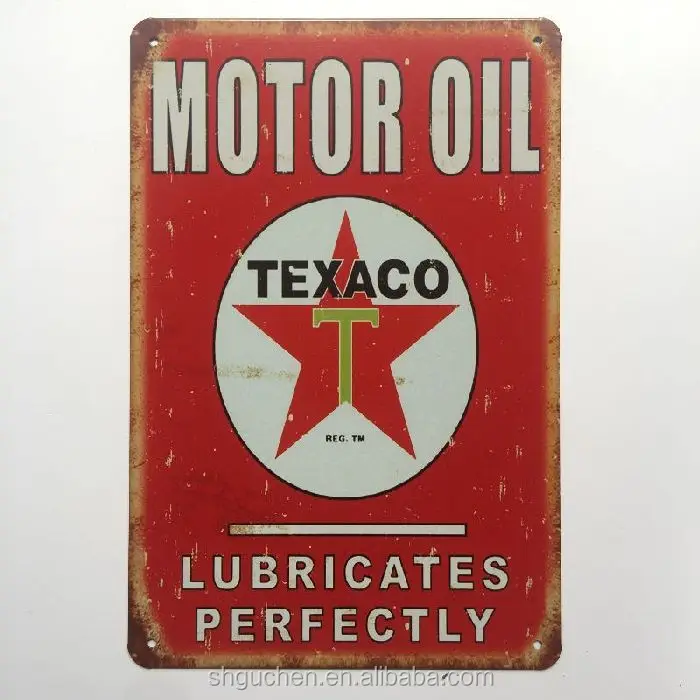 MOTOR OIL
TEXACO
T
REG. TM
LUBRICATES
PERFECTLY
shguchen.en.alibaba.com